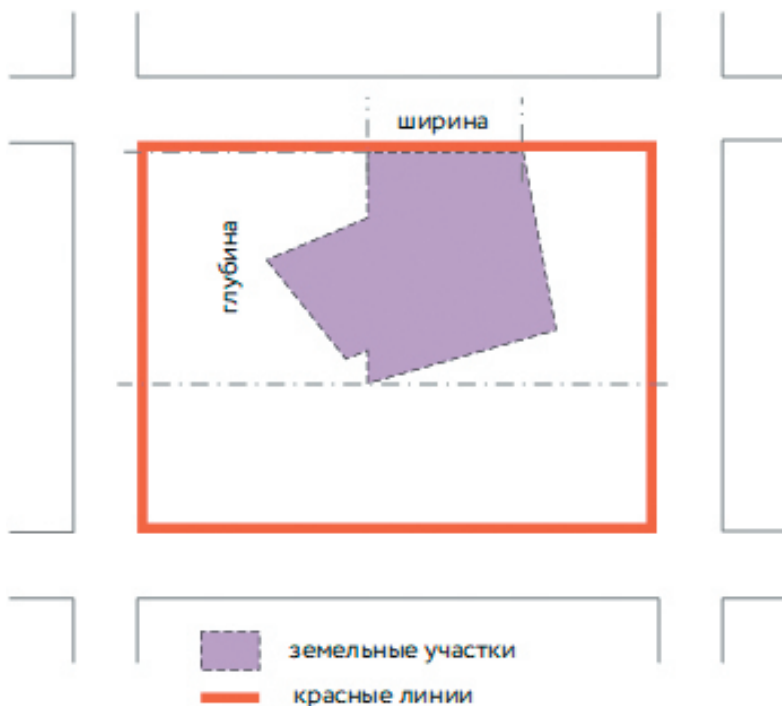 ширина
глубина
земельные участки
красные линии